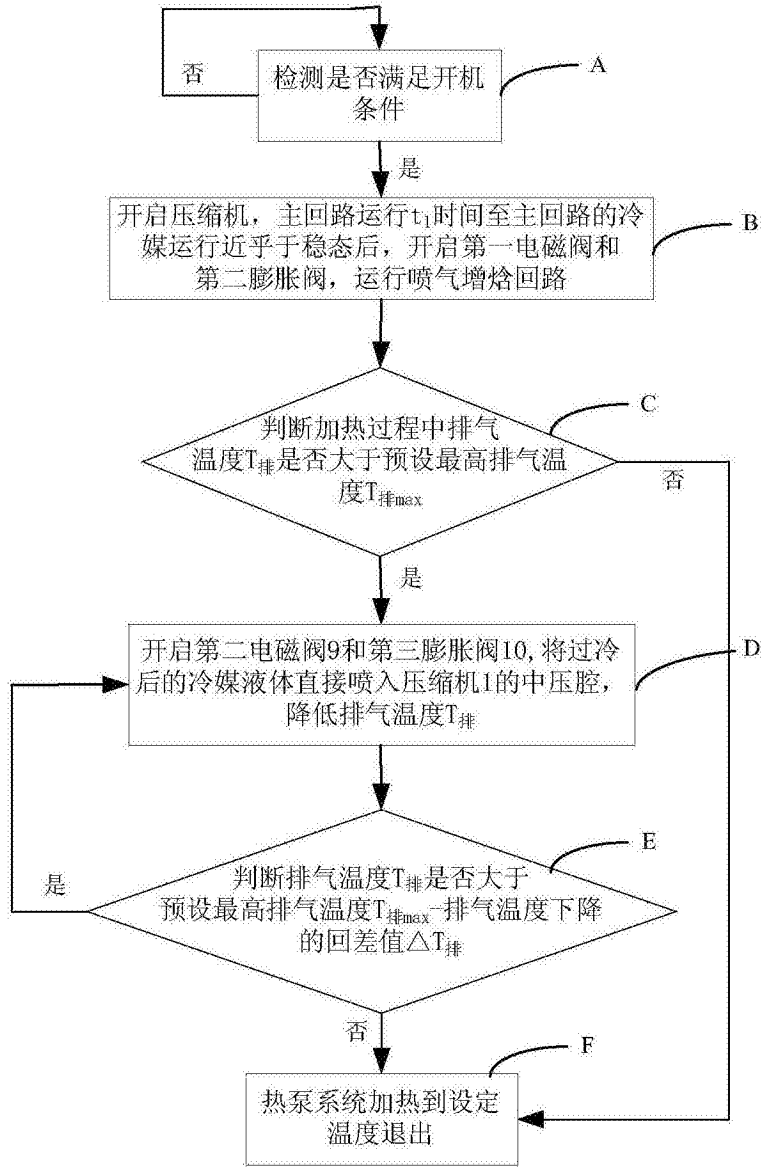 否
检测是否满足开机
条件
A
是
开启压缩机，主回路运行t1时间至主回路的冷
媒运行近乎于稳态后，开启第一电磁阀和
第二膨胀阀，运行喷气增焓回路
B
判断加热过程中排气
温度T排是否大于预设最高排气温
度T排max
C
否
是
开启第二电磁阀9和第三膨胀阀10,将过冷
后的冷媒液体直接喷入压缩机1的中压腔，
降低排气温度T排
D
判断排气温度T排是否大于
预设最高排气温度T排max-排气温度下降
的回差值△T排
E
是
否
热泵系统加热到设定
温度退出
F